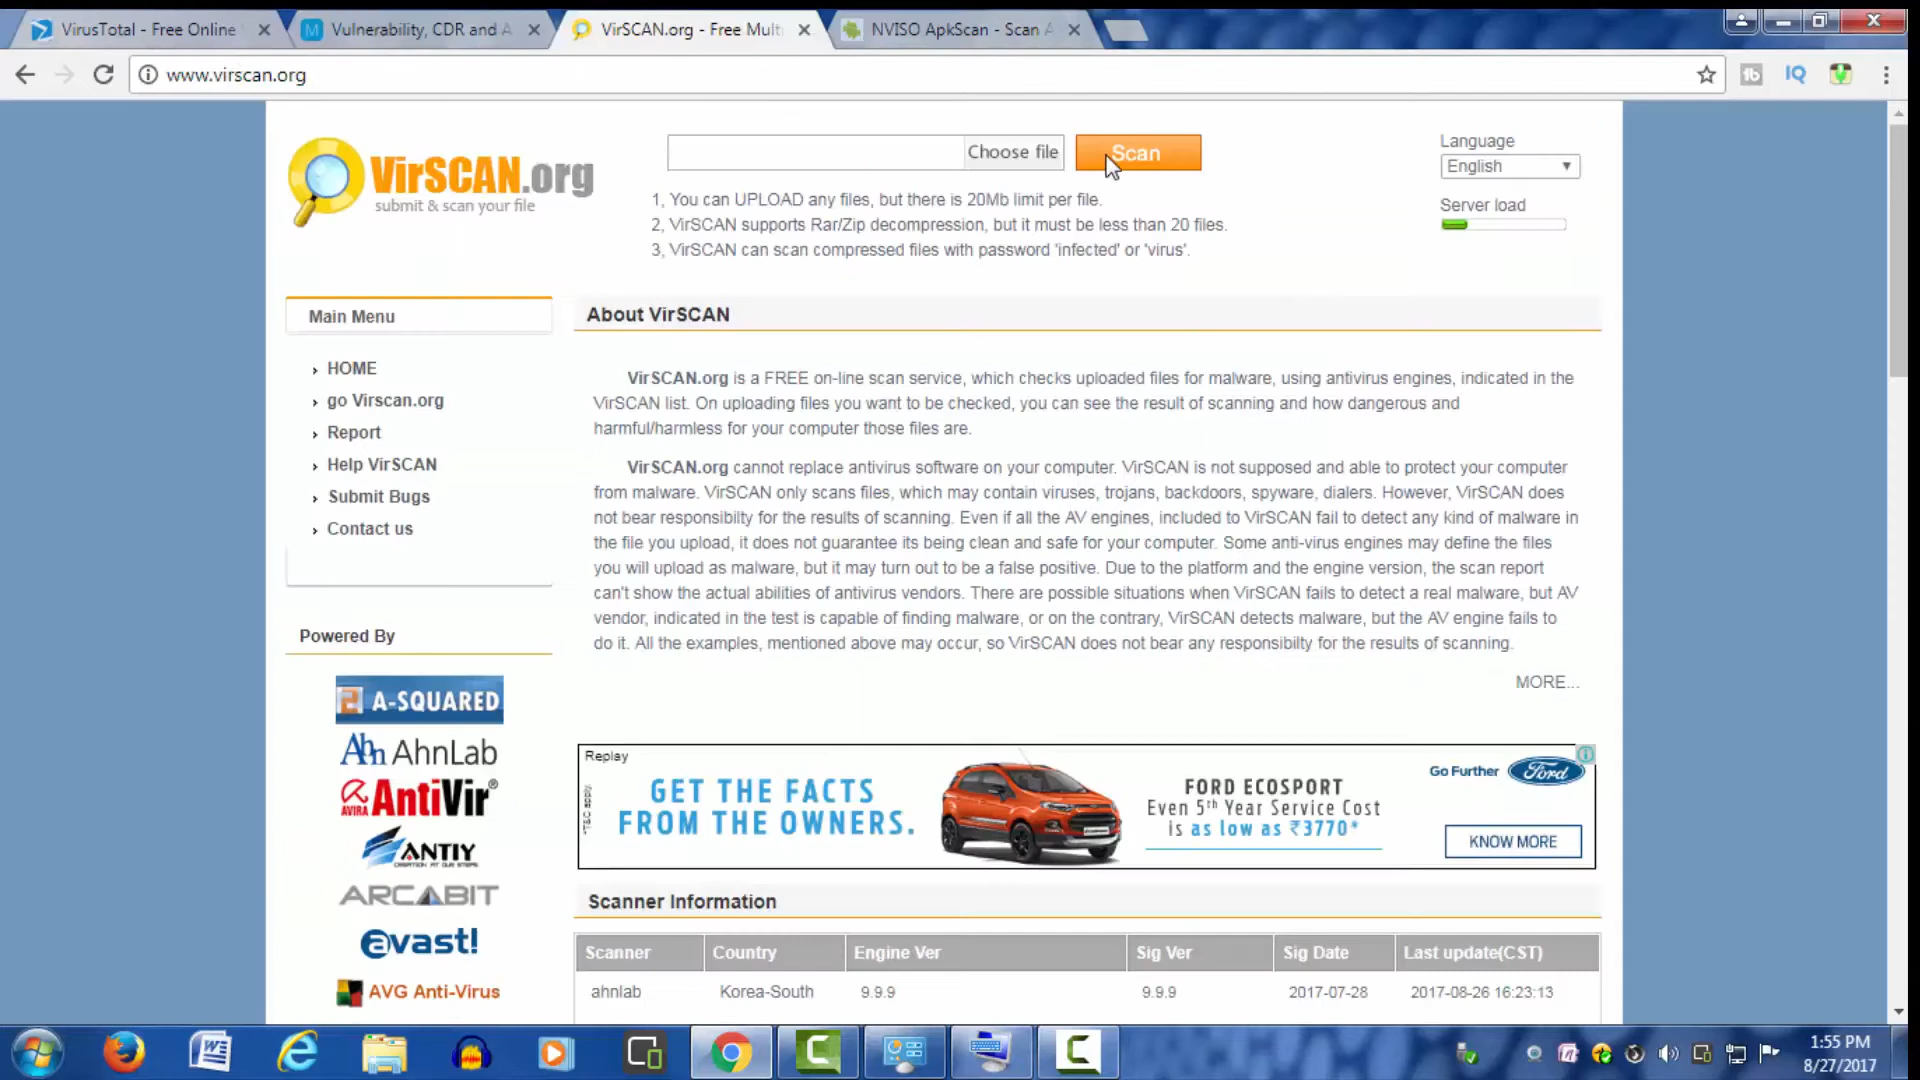 VirusTotal - Free Online
Vulnerability, CDR and A
VirSCAN.org - Free Multi
NVISO ApkScan - Scan A
www.virscan.org
VirSCAN.org
submit & scan your file
Choose file
Scan
Language
English
Server load
1, You can UPLOAD any files, but there is 20Mb limit per file.
2, VirSCAN supports Rar/Zip decompression, but it must be less than 20 files.
3, VirSCAN can scan compressed files with password 'infected' or 'virus'.
Main Menu
HOME
go Virscan.org
Report
Help VirSCAN
Submit Bugs
Contact us
About VirSCAN
VirSCAN.org is a FREE on-line scan service, which checks uploaded files for malware, using antivirus engines, indicated in the
VirSCAN list. On uploading files you want to be checked, you can see the result of scanning and how dangerous and
harmful/harmless for your computer those files are.
VirSCAN.org cannot replace antivirus software on your computer. VirSCAN is not supposed and able to protect your computer
from malware. VirSCAN only scans files, which may contain viruses, trojans, backdoors, spyware, dialers. However, VirSCAN does
not bear responsibilty for the results of scanning. Even if all the AV engines, included to VirSCAN fail to detect any kind of malware in
the file you upload, it does not guarantee its being clean and safe for your computer. Some anti-virus engines may define the files
you will upload as malware, but it may turn out to be a false positive. Due to the platform and the engine version, the scan report
can't show the actual abilities of antivirus vendors. There are possible situations when VirSCAN fails to detect a real malware, but AV
vendor, indicated in the test is capable of finding malware, or on the contrary, VirSCAN detects malware, but the AV engine fails to
do it. All the examples, mentioned above may occur, so VirSCAN does not bear any responsibilty for the results of scanning.
MORE...
Powered By
A-SQUARED
Ahn AhnLab
AVIRA AntiVir®
ANTIY
ARCABIT
avast!
AVG Anti-Virus
Replay
*T&C apply.
GET THE FACTS
FROM THE OWNERS.
FORD ECOSPORT
Even 5th Year Service Cost
is as low as ₹3770*
Go Further Ford
KNOW MORE
Scanner Information
Scanner Country Engine Ver Sig Ver Sig Date Last update(CST)
ahnlab Korea-South 9.9.9 9.9.9 2017-07-28 2017-08-26 16:23:13
1:55 PM
8/27/2017